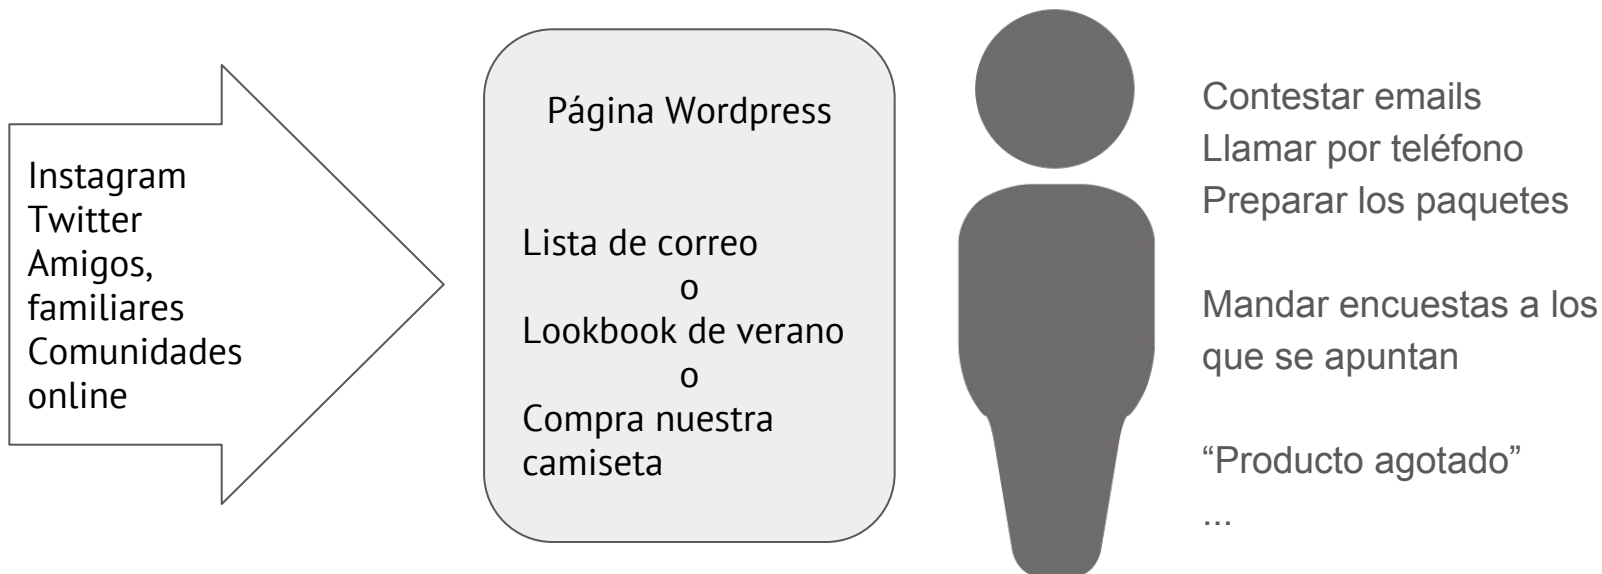 Instagram
Twitter
Amigos,
familiares
Comunidades
online
Página Wordpress
Lista de correo
o
Lookbook de verano
o
Compra nuestra
camiseta
Contestar emails
Llamar por teléfono
Preparar los paquetes
Mandar encuestas a los
que se apuntan
“Producto agotado”
...